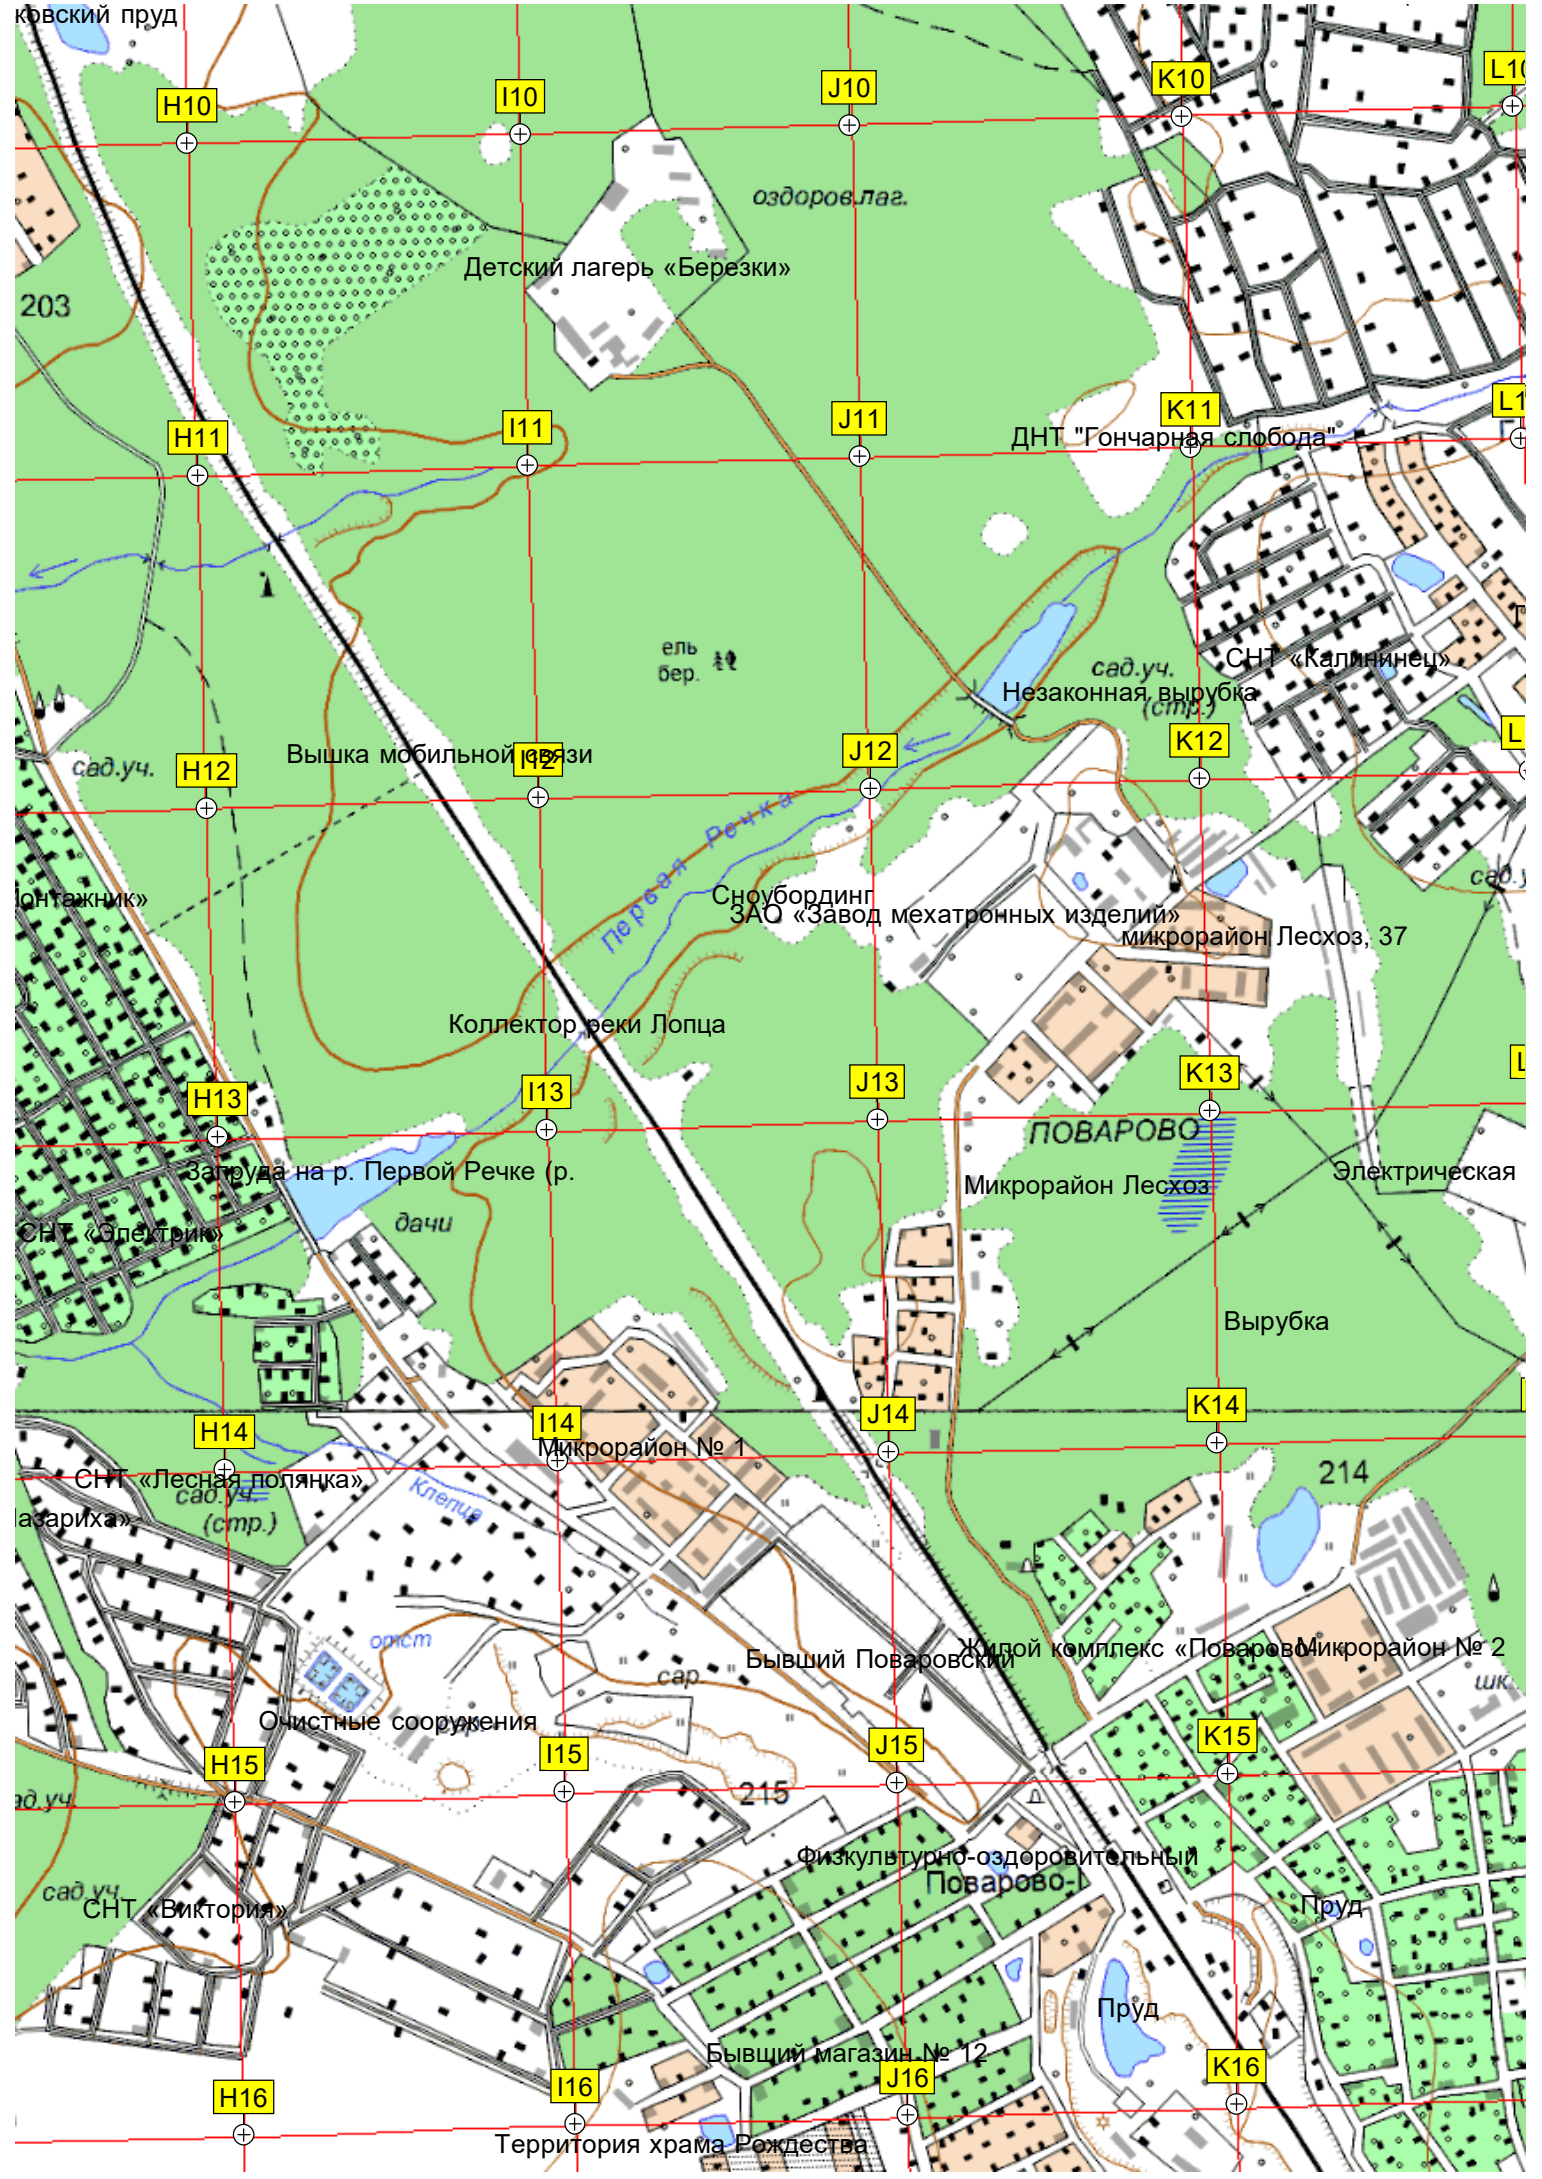 ковский пруд
H10
I10
J10
K10
L10
оздоров.лаг.
Детский лагерь «Березки»
203
H11
I11
J11
K11
ДНТ "Гончарная слобода"
ель
бер.
сад.уч.
(стр.)
СНТ «Калининец»
Незаконная вырубка
Вышка мобильной связи
сад.уч.
H12
I12
J12
K12
L
Первая Речка
сад.у
онтажник»
Сноубординг
ЗАО «Завод мехатронных изделий»
микрорайон Лесхоз, 37
Коллектор реки Лопца
H13
I13
J13
K13
L
ПОВАРОВО
Запруда на р. Первой Речке (р.
Микрорайон Лесхоз
Электрическая
дачи
СНТ «Электрик»
Вырубка
H14
I14
J14
K14
Микрорайон № 1
СНТ «Лесная полянка»
сад.уч.
(стр.)
Клепца
214
азариха»
отст
сар.
Бывший Поваровский
Жилой комплекс «Поварово
Микрорайон № 2
шк.
Очистные сооружения
H15
I15
J15
K15
215
ад.уч
Физкультурно-оздоровительный
Поварово-I
сад.уч.
СНТ «Виктория»
Пруд
Пруд
Бывший магазин № 12
H16
I16
J16
K16
Территория храма Рождества